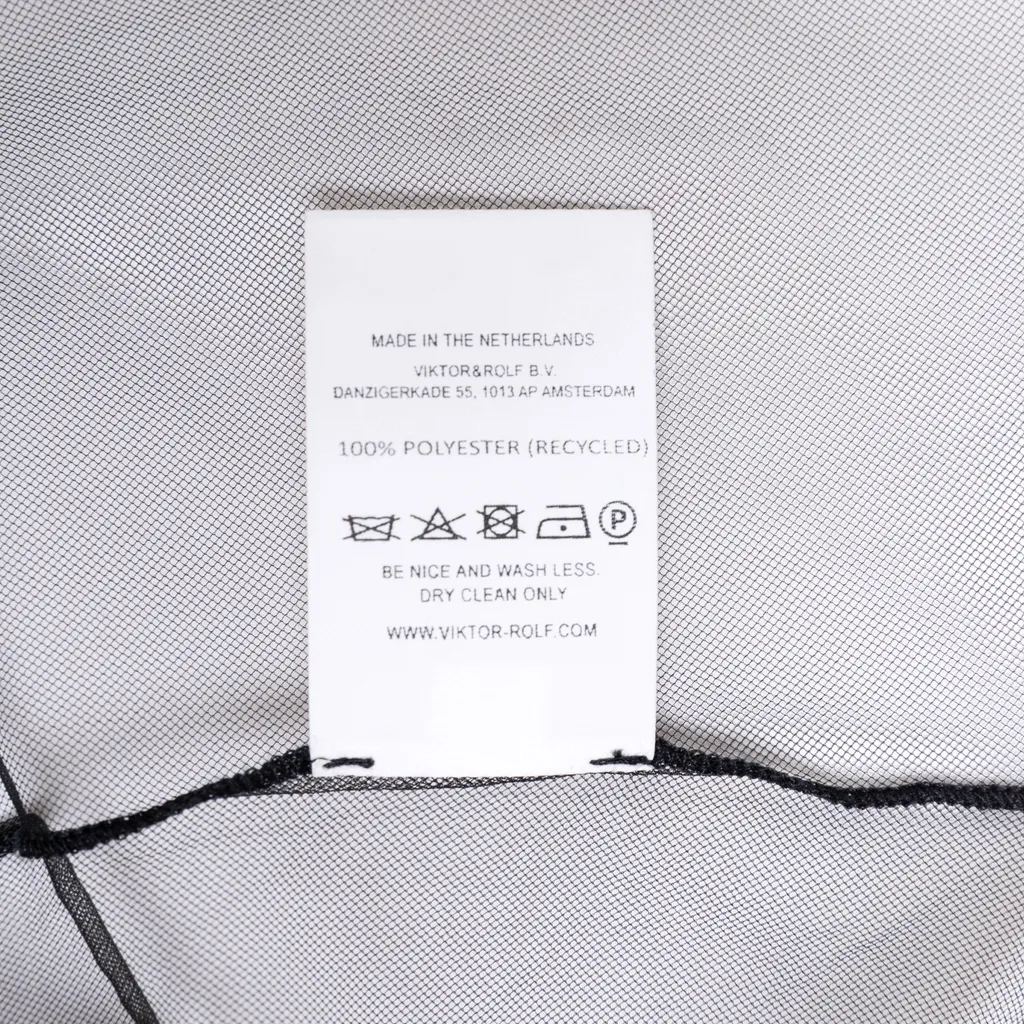 MADE IN THE NETHERLANDS
VIKTOR&ROLF B.V.
DANZIGERKADE 55, 1013 AP AMSTERDAM
100% POLYESTER (RECYCLED)
P
BE NICE AND WASH LESS.
DRY CLEAN ONLY
WWW.VIKTOR-ROLF.COM